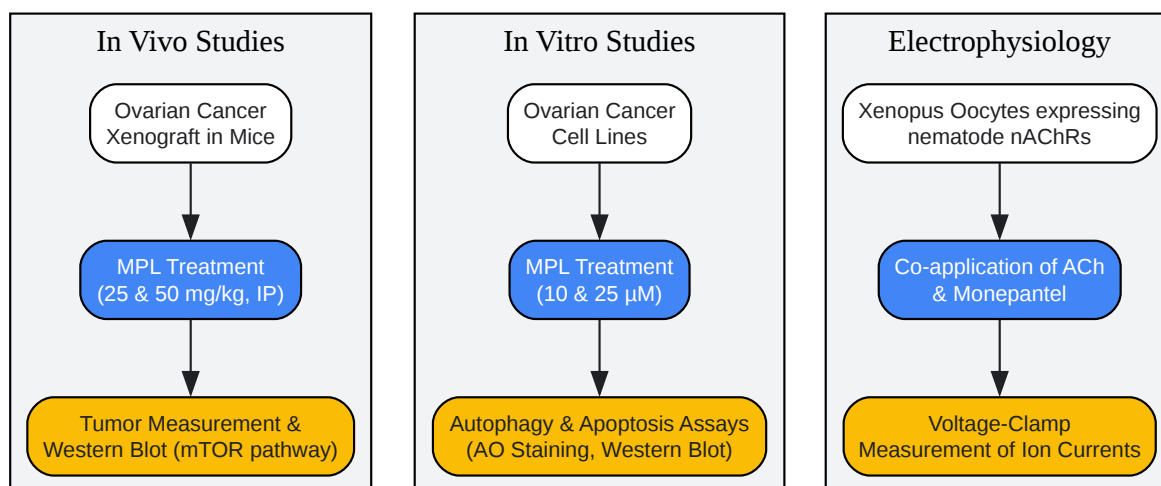 In Vivo Studies
Ovarian Cancer
Xenograft in Mice
MPL Treatment
(25 & 50 mg/kg, IP)
Tumor Measurement &
Western Blot (mTOR pathway)
In Vitro Studies
Ovarian Cancer
Cell Lines
MPL Treatment
(10 & 25 µM)
Autophagy & Apoptosis Assays
(AO Staining, Western Blot)
Electrophysiology
Xenopus Oocytes expressing
nematode nAChRs
Co-application of ACh
& Monepantel
Voltage-Clamp
Measurement of Ion Currents